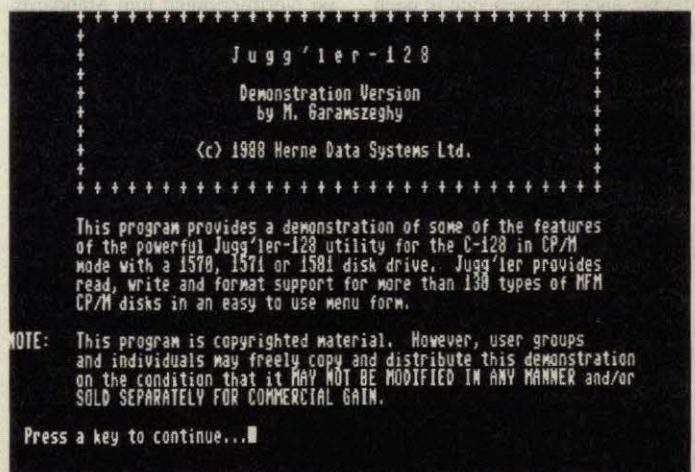 + + + + + + + + + + + + + + + + + + + + + + + + + + + + + +
+ +
+ Jugg'ler-128 +
+ +
+ Demonstration Version +
+ by M. Garamszeghy +
+ +
+ (c) 1988 Herne Data Systems Ltd. +
+ +
+ + + + + + + + + + + + + + + + + + + + + + + + + + + + + +
This program provides a demonstration of some of the features
of the powerful Jugg'ler-128 utility for the C-128 in CP/M
mode with a 1570, 1571 or 1581 disk drive. Jugg'ler provides
read, write and format support for more than 130 types of MFM
CP/M disks in an easy to use menu form.
NOTE: This program is copyrighted material. However, user groups
and individuals may freely copy and distribute this demonstration
on the condition that it MAY NOT BE MODIFIED IN ANY MANNER and/or
SOLD SEPARATELY FOR COMMERCIAL GAIN.
Press a key to continue...